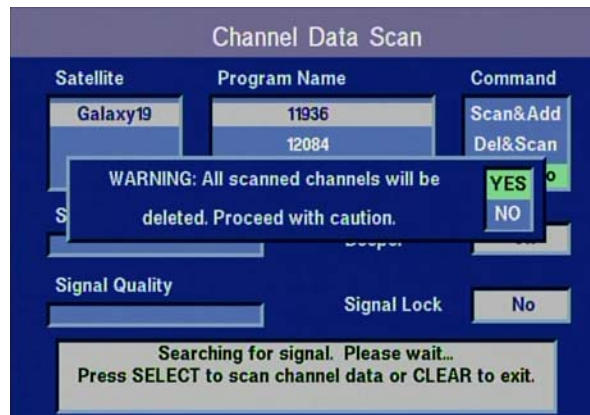 Channel Data Scan
Satellite Program Name Command
Galaxy19 11936 Scan&Add
12084 Del&Scan
WARNING: All scanned channels will be
deleted. Proceed with caution.
YES
NO
Signal Quality
Signal Lock No
Searching for signal. Please wait...
Press SELECT to scan channel data or CLEAR to exit.